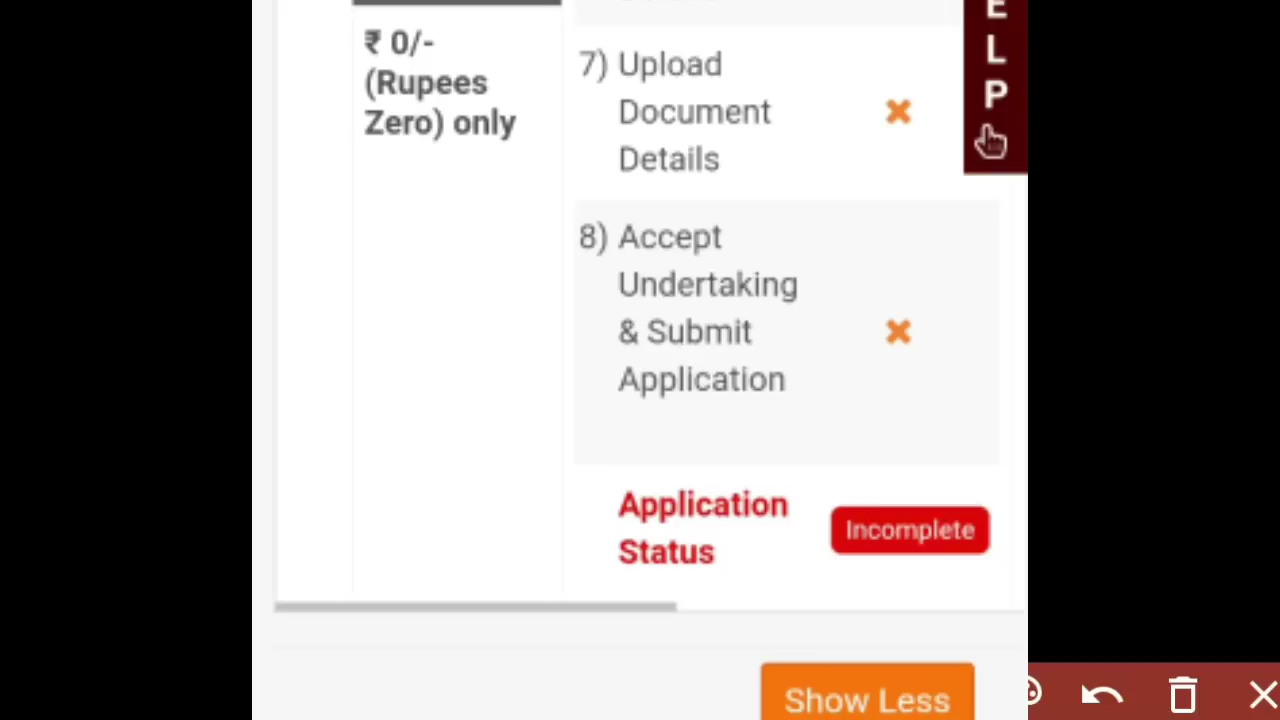 ₹ 0/-
(Rupees
Zero) only
7) Upload
Document
Details
8) Accept
Undertaking
& Submit
Application
Application
Status
Incomplete
Show Less
E
L
P